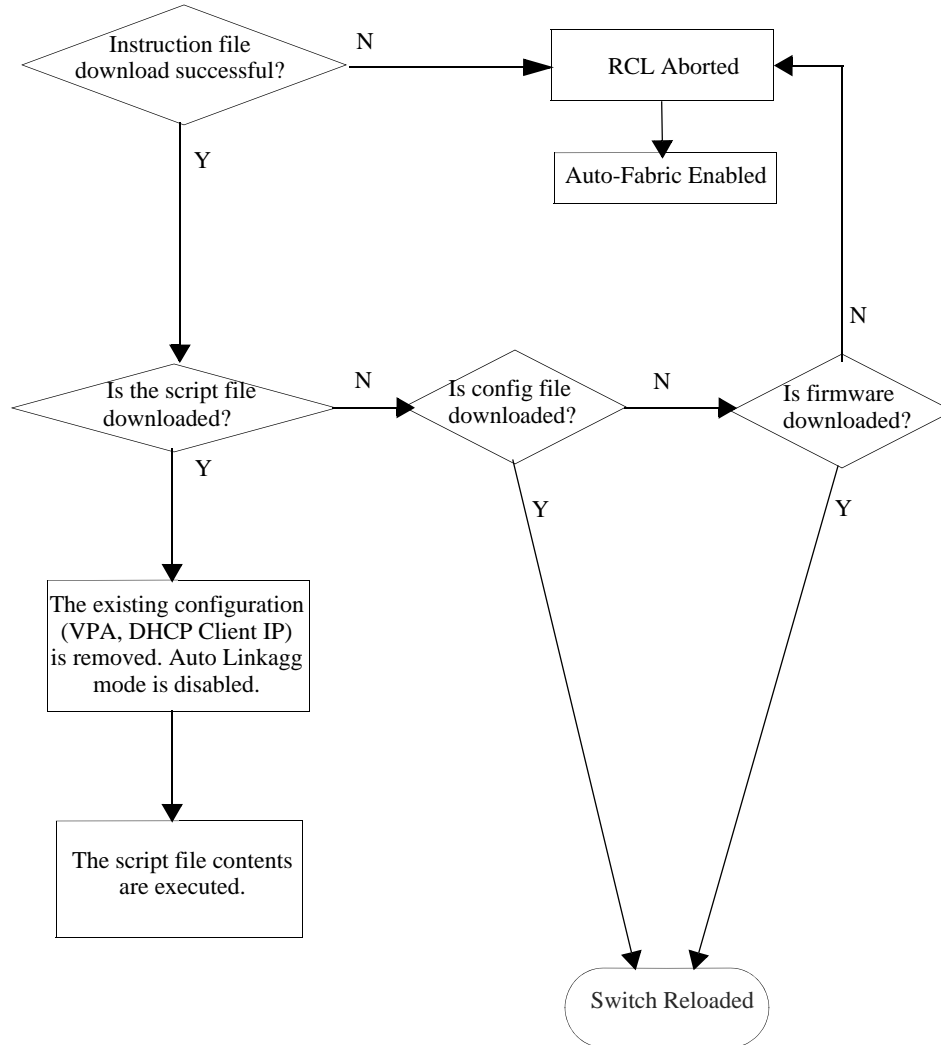 Instruction file
download successful?
N
RCL Aborted
Y
Auto-Fabric Enabled
N
Is the script file
downloaded?
N
Is config file
downloaded?
N
Is firmware
downloaded?
Y
Y
Y
The existing configuration
(VPA, DHCP Client IP)
is removed. Auto Linkagg
mode is disabled.
The script file contents
are executed.
Switch Reloaded